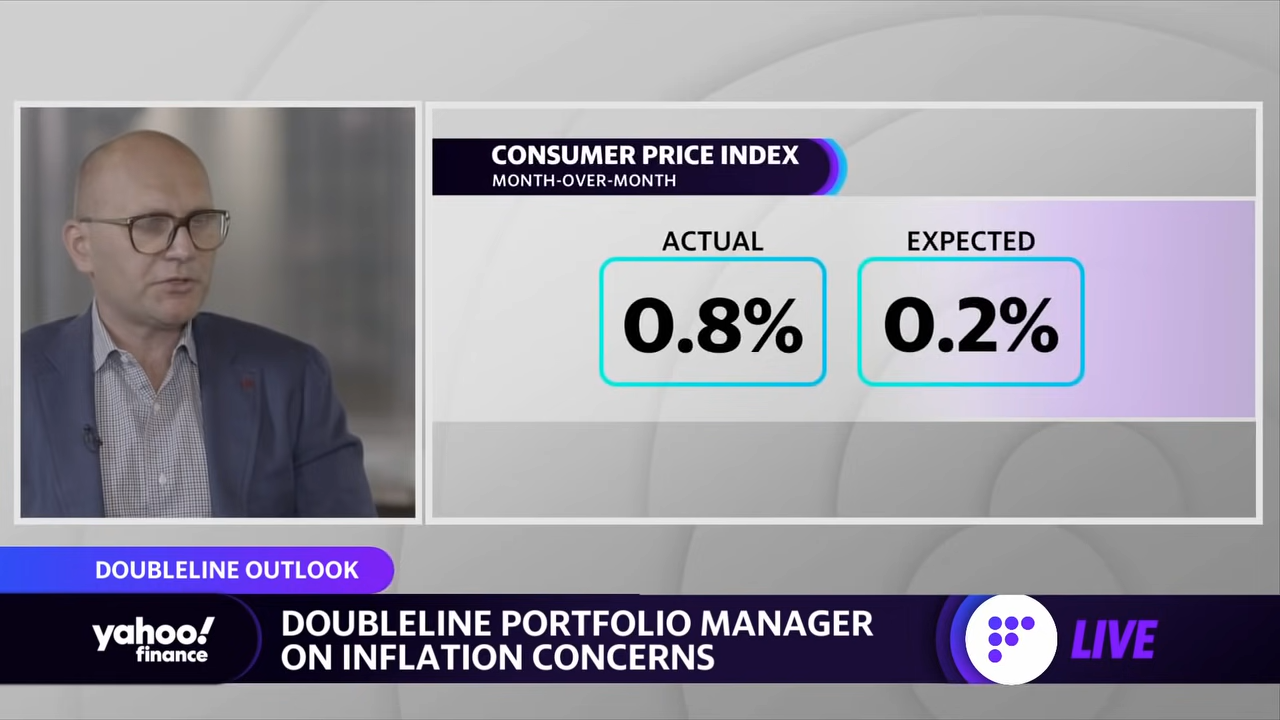 CONSUMER PRICE INDEX
MONTH-OVER-MONTH
ACTUAL
EXPECTED
0.8%
0.2%
DOUBLELINE OUTLOOK
yahoo!
finance
DOUBLELINE PORTFOLIO MANAGER
ON INFLATION CONCERNS
LIVE